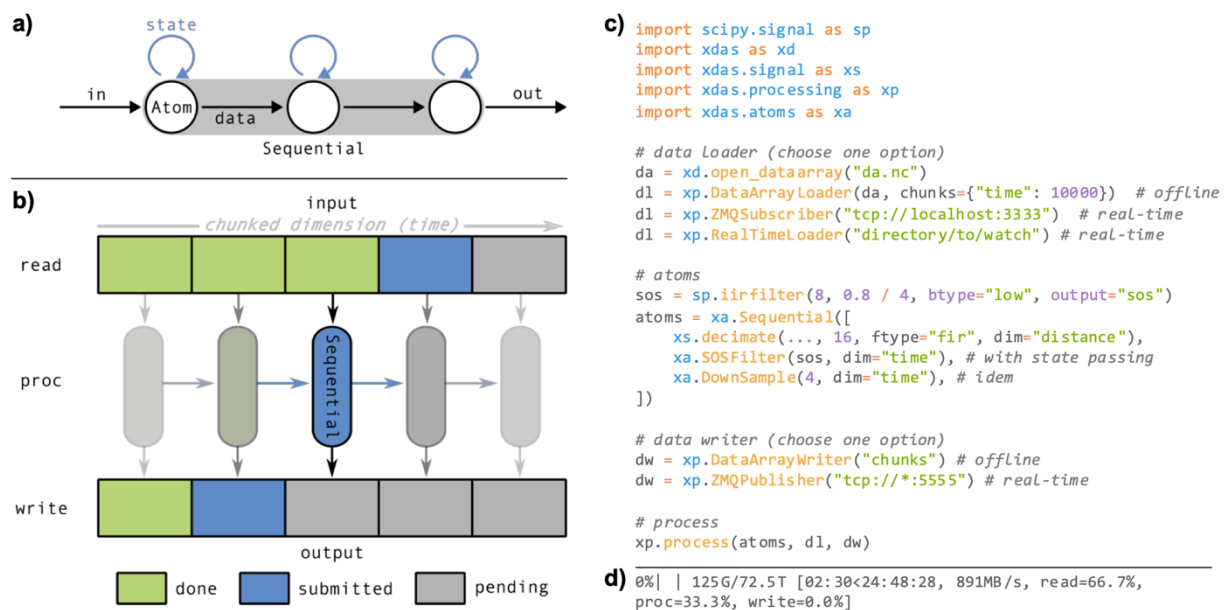 a)
state
in
Atom
data
out
Sequential
b)
input
chunked dimension (time)
read
Sequential
proc
write
output
done
submitted
pending
c)
import scipy.signal as sp
import xdas as xd
import xdas.signal as xs
import xdas.processing as xp
import xdas.atoms as xa
# data loader (choose one option)
da = xd.open_dataarray("da.nc")
dl = xp.DataArrayLoader(da, chunks={"time": 10000}) # offline
dl = xp.ZMQSubscriber("tcp://localhost:3333") # real-time
dl = xp.RealTimeLoader("directory/to/watch") # real-time
# atoms
sos = sp.iirfilter(8, 0.8 / 4, btype="low", output="sos")
atoms = xa.Sequential([
xs.decimate(..., 16, ftype="fir", dim="distance"),
xa.SOSFilter(sos, dim="time"), # with state passing
xa.DownSample(4, dim="time"), # idem
])
# data writer (choose one option)
dw = xp.DataArrayWriter("chunks") # offline
dw = xp.ZMQPublisher("tcp://*:5555") # real-time
# process
xp.process(atoms, dl, dw)
d)
0%| | 125G/72.5T [02:30<24:48:28, 891MB/s, read=66.7%,
proc=33.3%, write=0.0%]